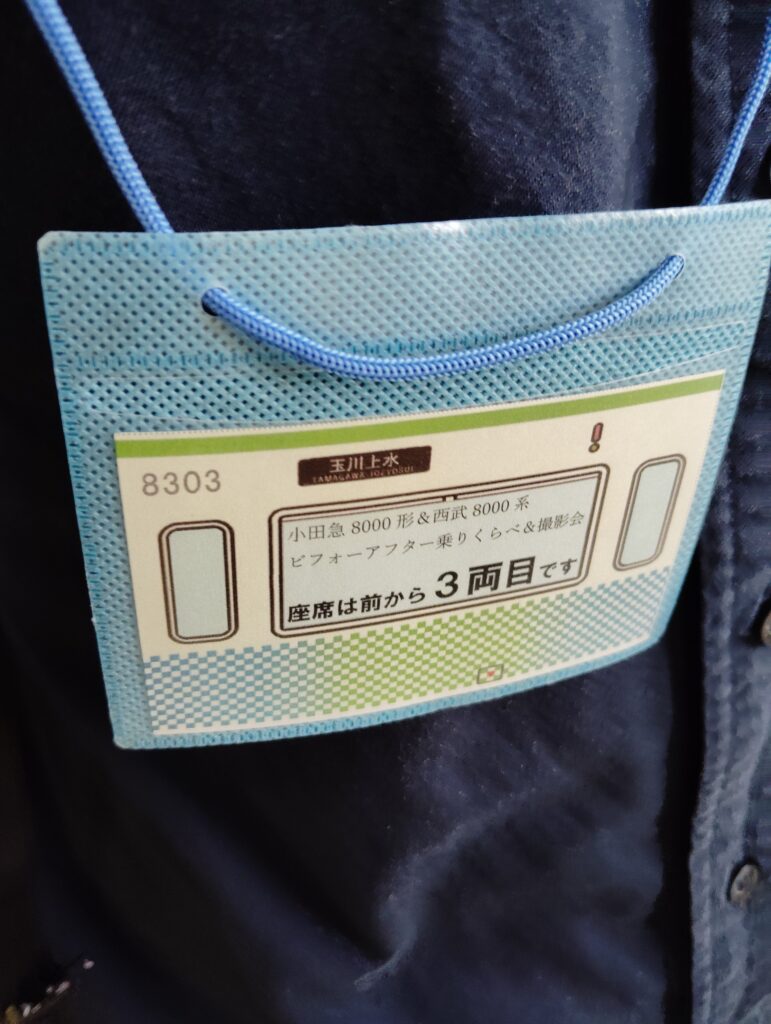 8303
玉川上水
TAMAGAWA-JOYOSUI
小田急 8000 形＆西武 8000 系
ビフォーアフター乗りくらべ＆撮影会
座席は前から 3 両目です